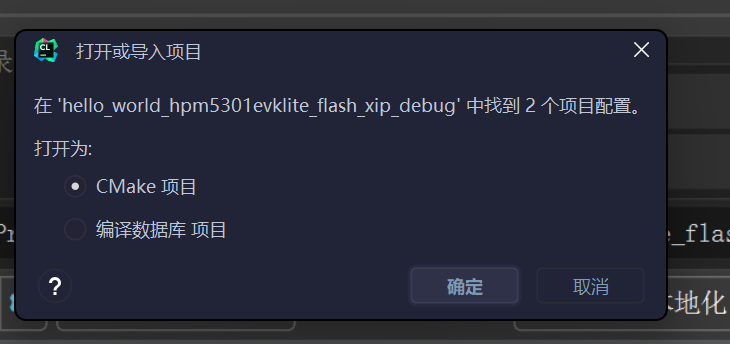 打开或导入项目
录
在 'hello_world_hpm5301evklite_flash_xip_debug' 中找到 2 个项目配置。
打开为:
CMake 项目
编译数据库 项目
Pr
e_flas
?
确定
取消
地化